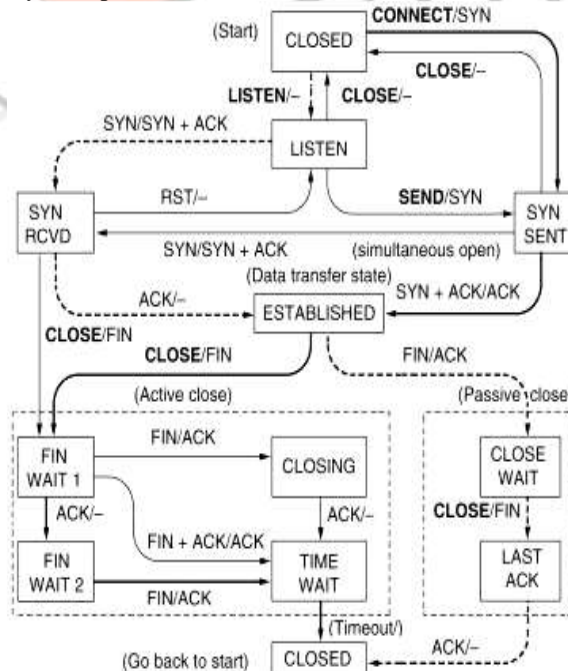 CONNECT/SYN
(Start)
CLOSED
CLOSE/–
LISTEN/–
CLOSE/–
SYN/SYN + ACK
LISTEN
RST/–
SEND/SYN
SYN
RCVD
SYN
SENT
SYN/SYN + ACK
(simultaneous open)
(Data transfer state)
ACK/–
SYN + ACK/ACK
ESTABLISHED
CLOSE/FIN
CLOSE/FIN
FIN/ACK
(Active close)
(Passive close
FIN
WAIT 1
FIN/ACK
CLOSING
CLOSE
WAIT
ACK/–
ACK/–
CLOSE/FIN
FIN + ACK/ACK
FIN
WAIT 2
TIME
WAIT
LAST
ACK
FIN/ACK
(Timeout/)
ACK/–
(Go back to start)
CLOSED